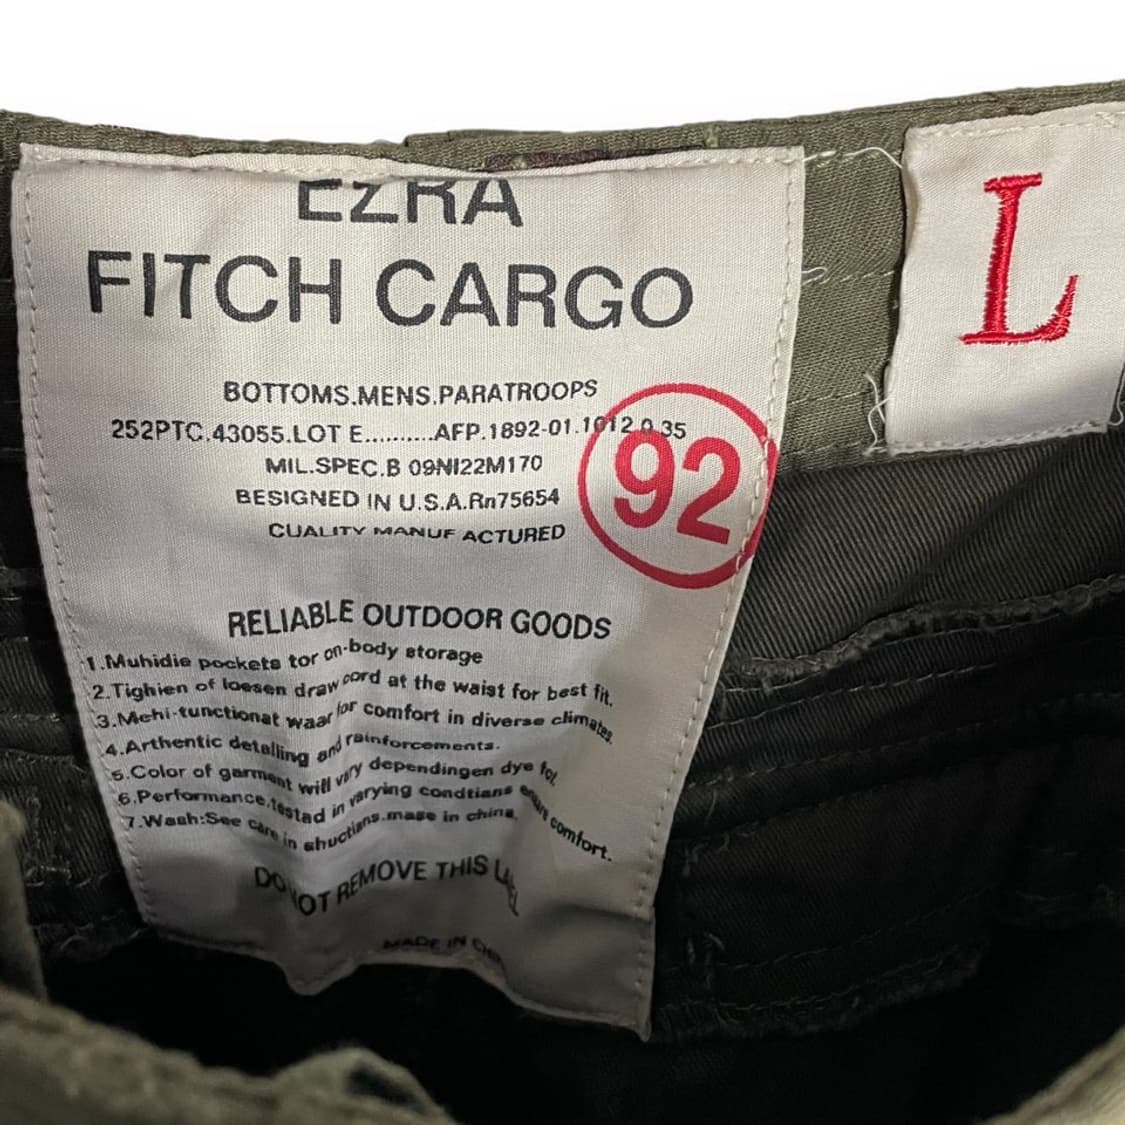 EZRA
FITCH CARGO
L
BOTTOMS.MENS.PARATROOPS
252PTC.43055.LOT E..........AFP.1892-01.1012.0.35
92
MIL.SPEC.B 09NI22M170
BESIGNED IN U.S.A.Rn75654
CUALITY MANUF ACTURED
RELIABLE OUTDOOR GOODS
1.Muhidie pockets tor on-body storage
2.Tighien of loesen draw cord at the waist for best fit.
3.Mehi-tunctionat waar for comfort in diverse climates.
4.Arthentic detalling and rainforcements.
5.Color of garment will vary dependingen dye fot.
6.Performance.testad in varying condtians ensure comfort.
7.Wash:See care in shuctians.mase in china.
DO NOT REMOVE THIS LABEL
MADE IN